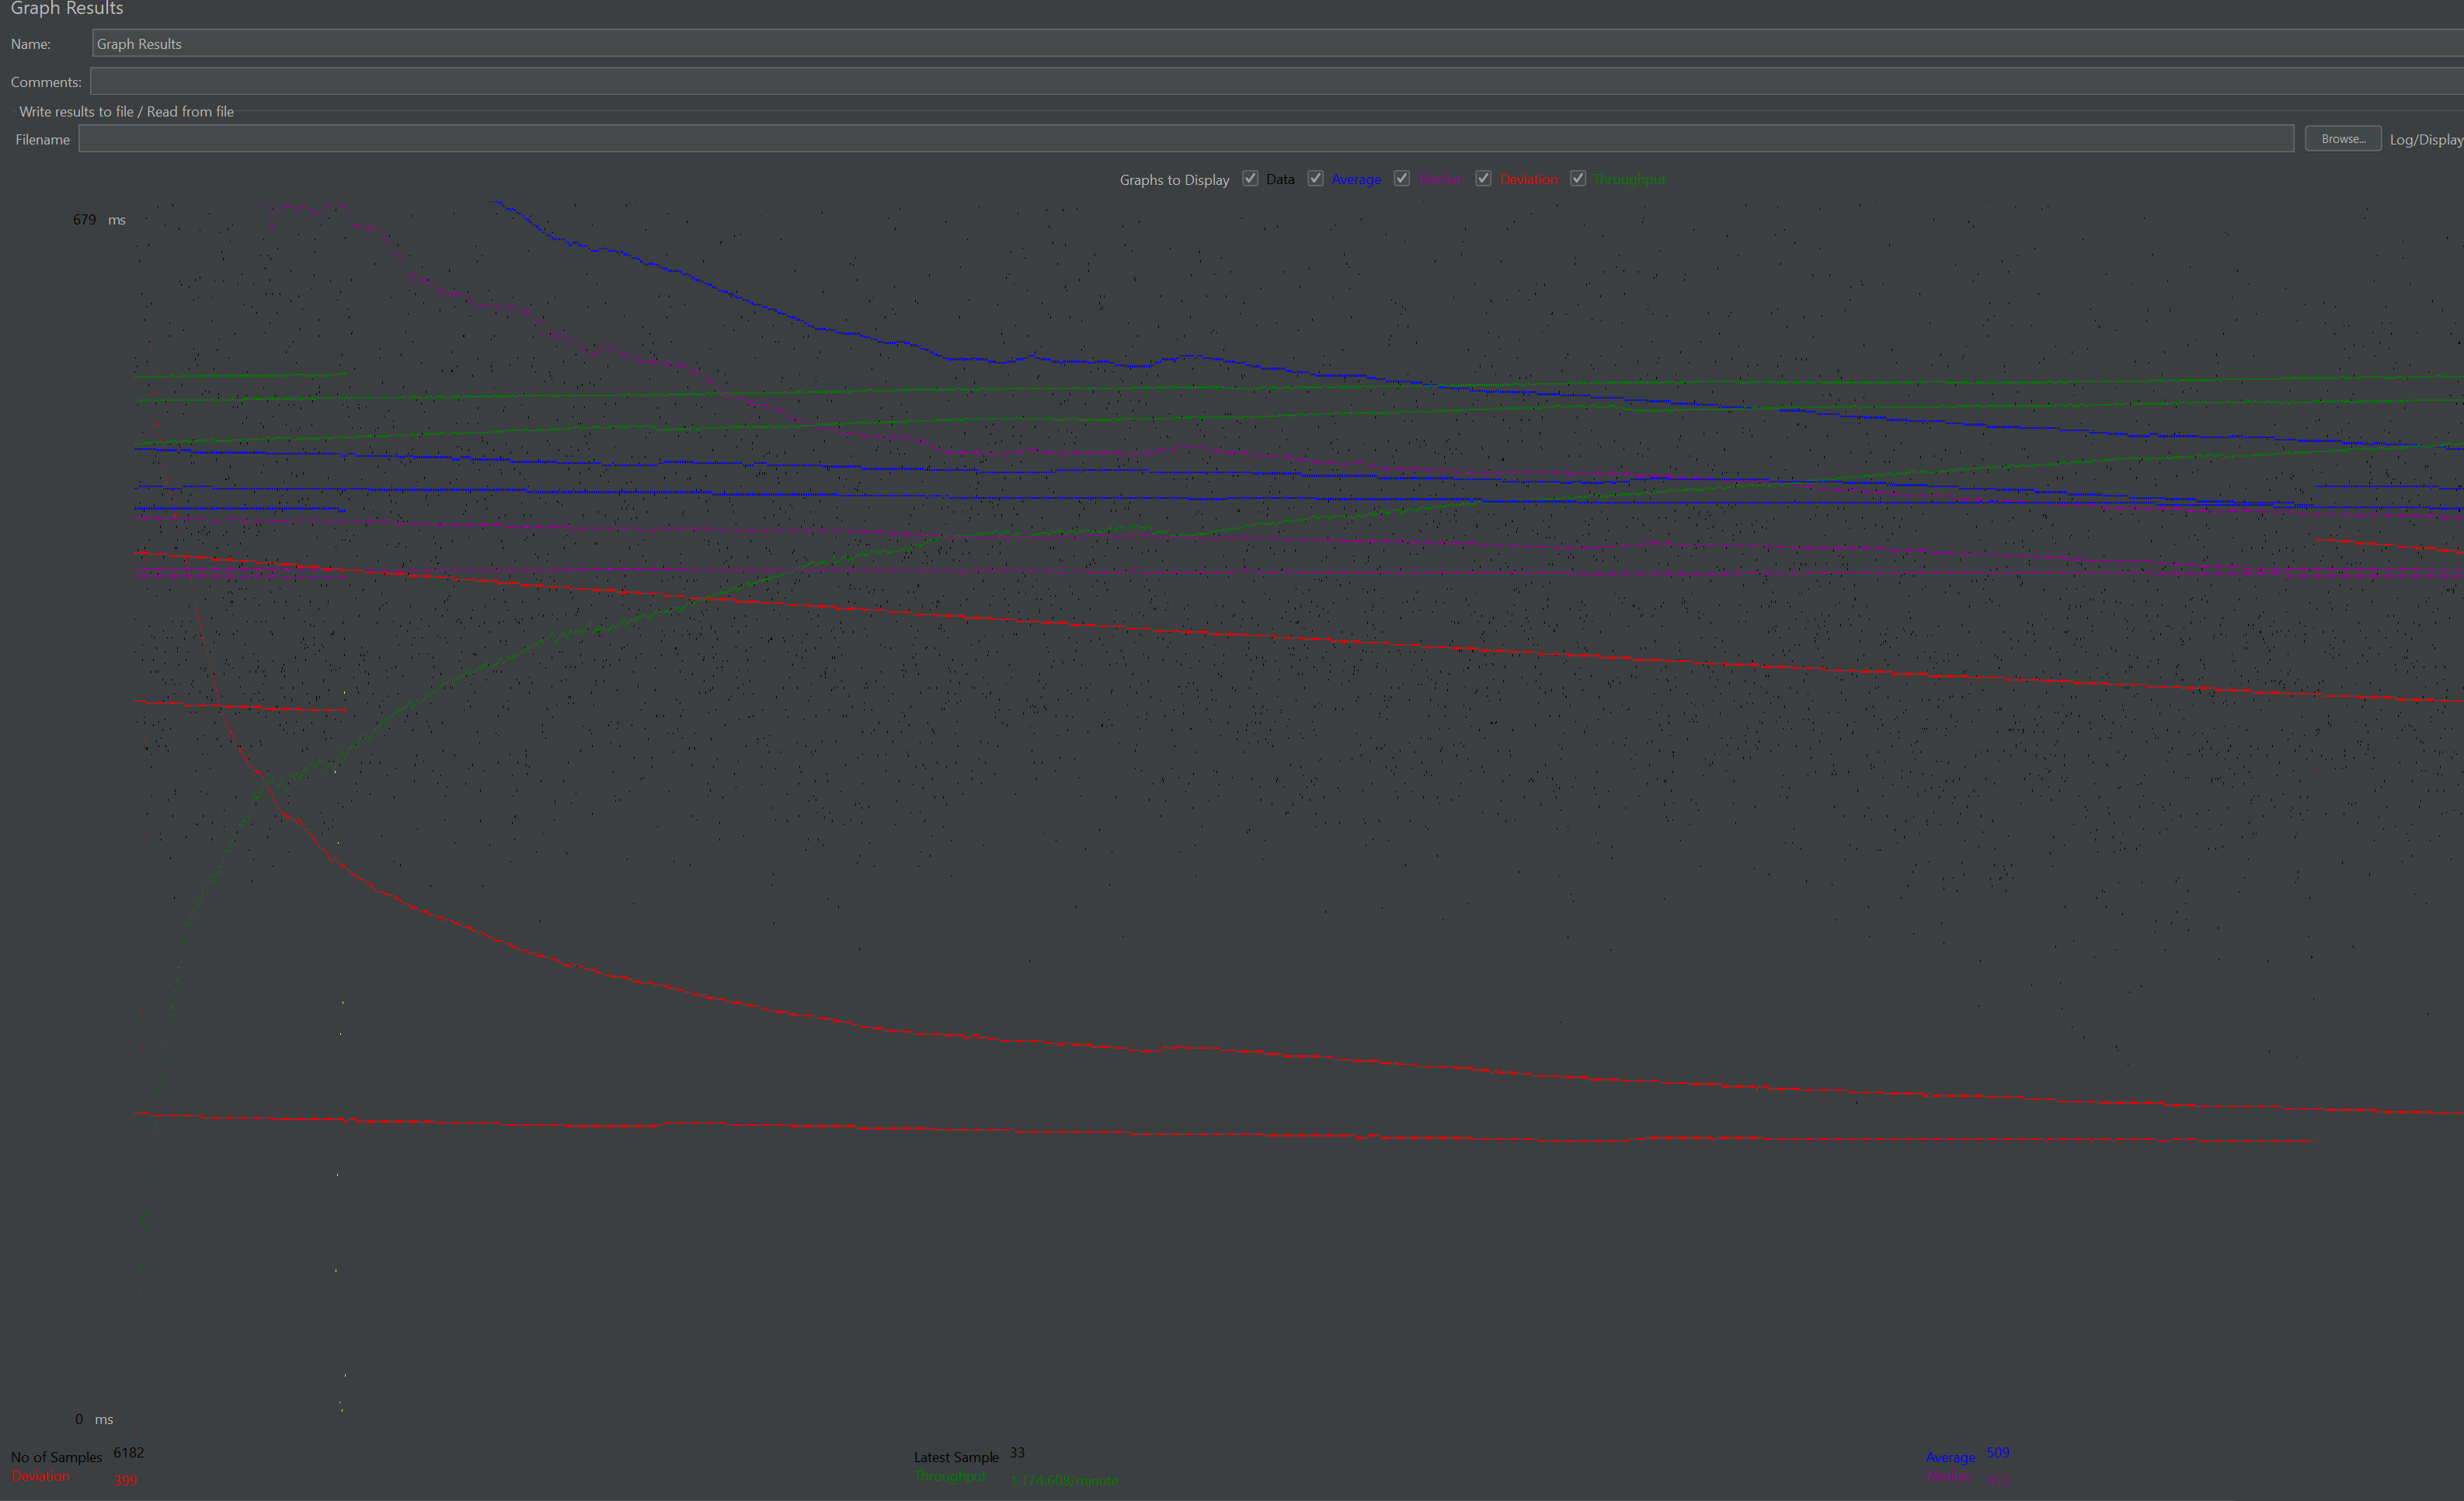 Graph Results
Name: Graph Results
Comments:
Write results to file / Read from file
Filename Browse... Log/Display
Graphs to Display Data Average Median Deviation Throughput
679 ms
0 ms
No of Samples 6182 Latest Sample 33 Average 509
Deviation 399 Throughput 1,174.608/minute Median